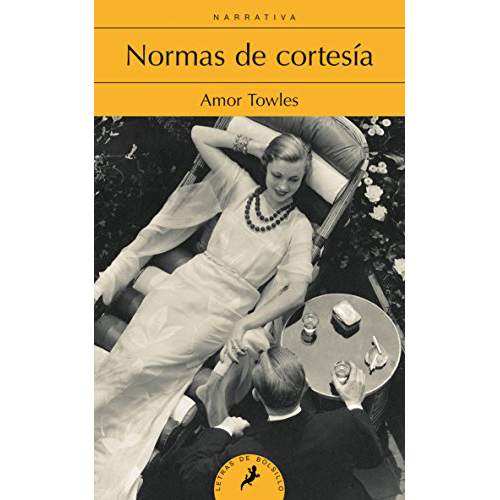 NARRATIVA
Normas de cortesía
Amor Towles
LETRAS DE BOLSILLO